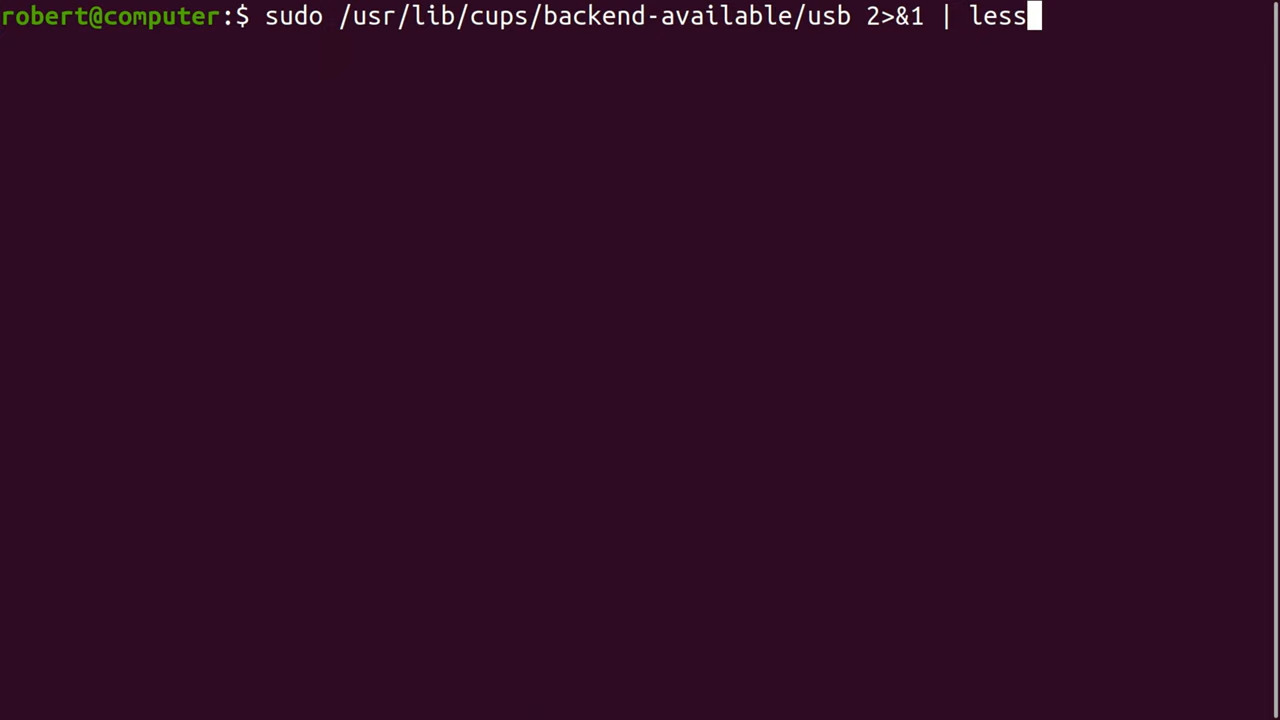 robert@computer:$ sudo /usr/lib/cups/backend-available/usb 2>&1 | less